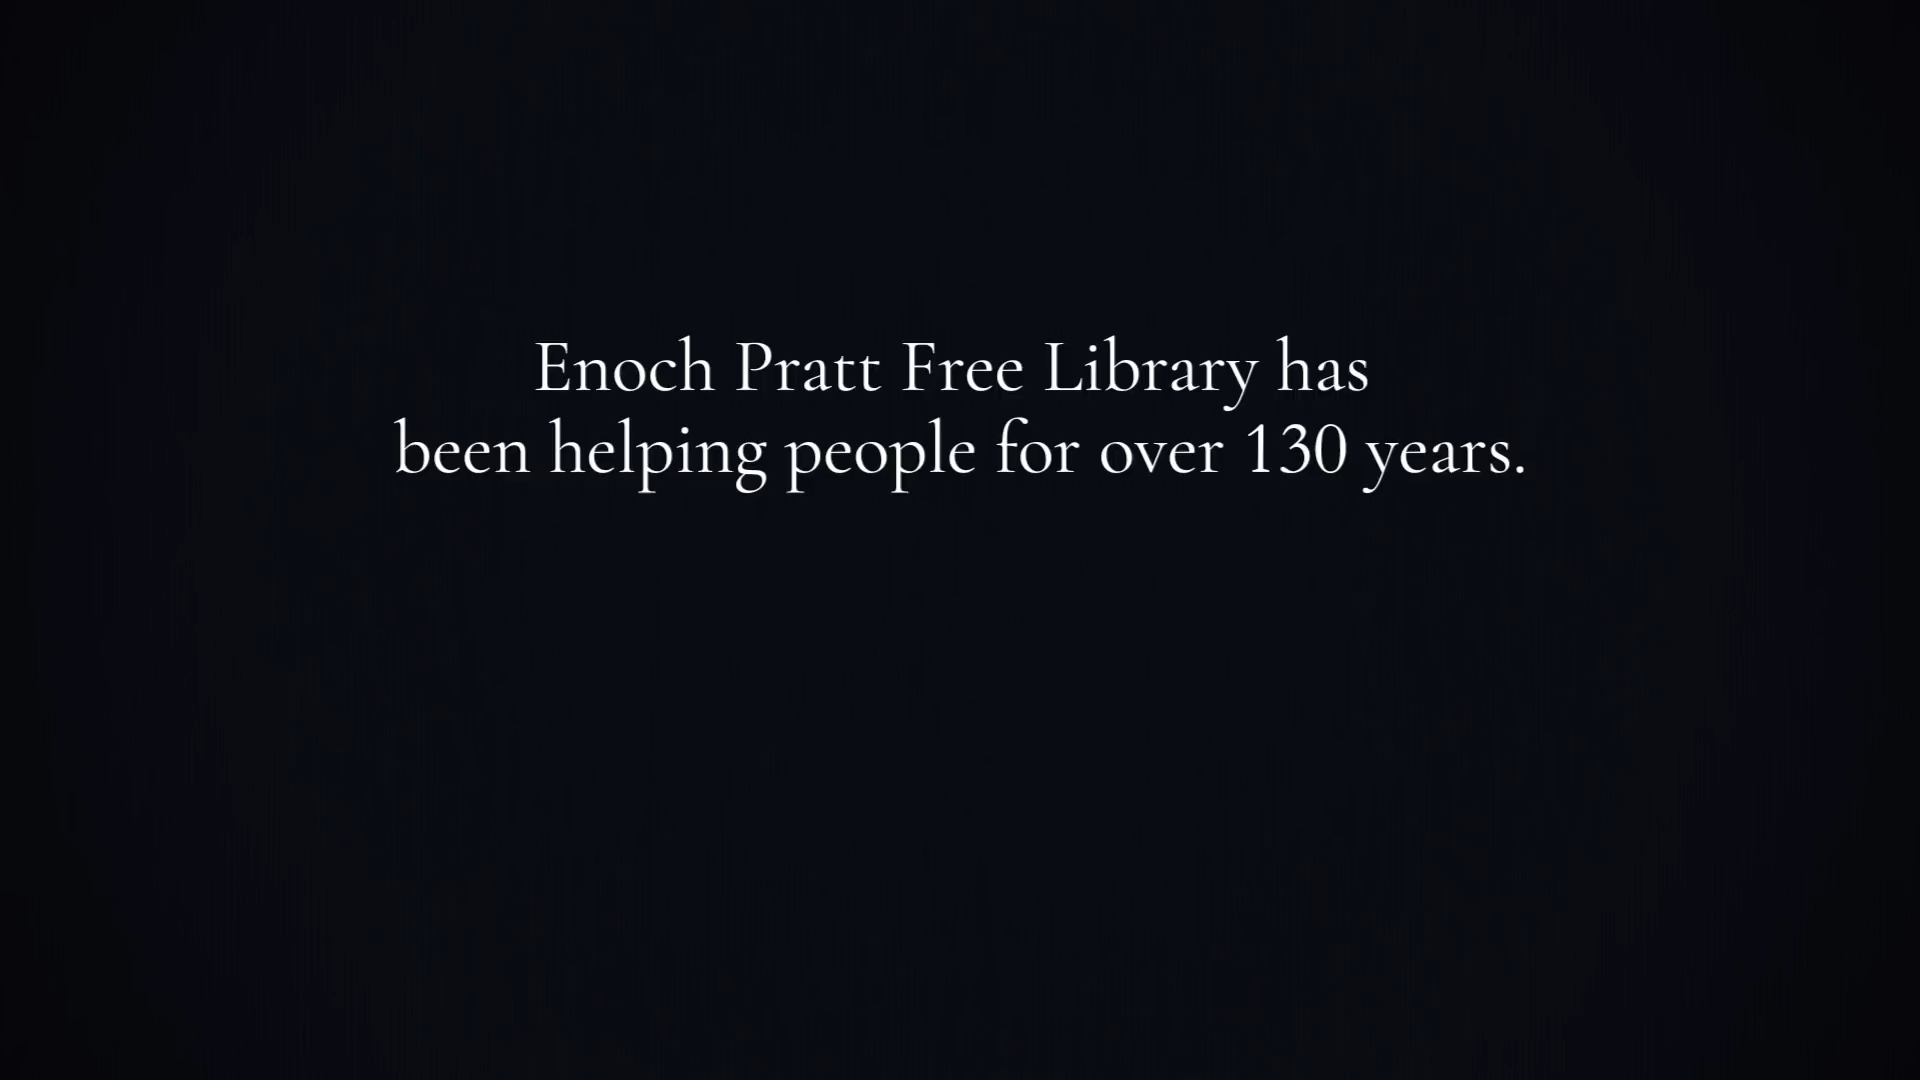 Enoch Pratt Free Library has
been helping people for over 130 years.